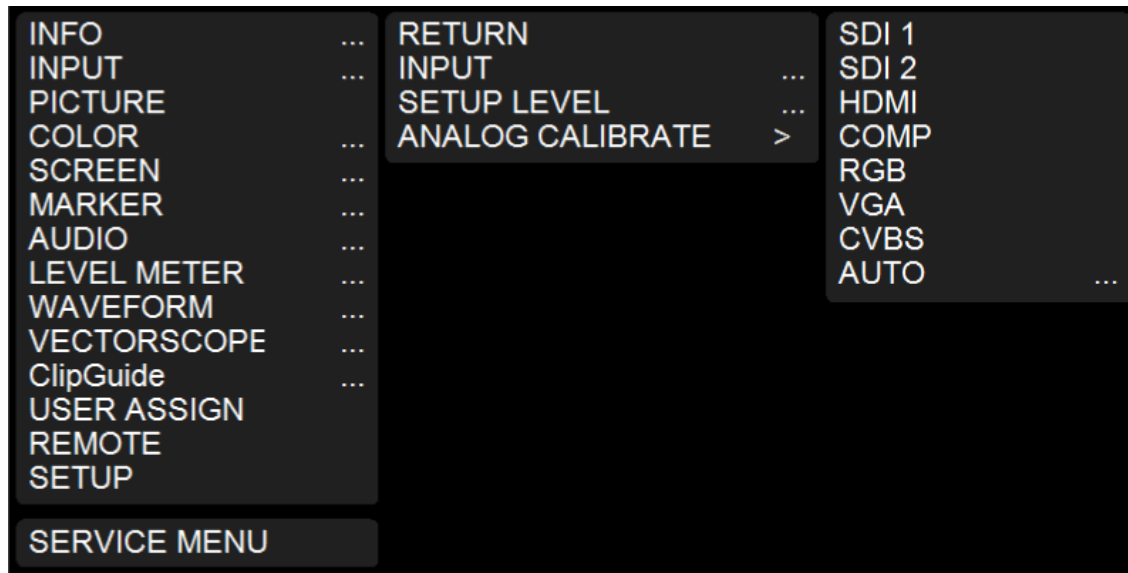 INFO ...
INPUT ...
PICTURE
COLOR ...
SCREEN ...
MARKER ...
AUDIO ...
LEVEL METER ...
WAVEFORM ...
VECTORSCOPE ...
ClipGuide ...
USER ASSIGN
REMOTE
SETUP
SERVICE MENU
RETURN
INPUT ...
SETUP LEVEL ...
ANALOG CALIBRATE >
SDI 1
SDI 2
HDMI
COMP
RGB
VGA
CVBS
AUTO ...